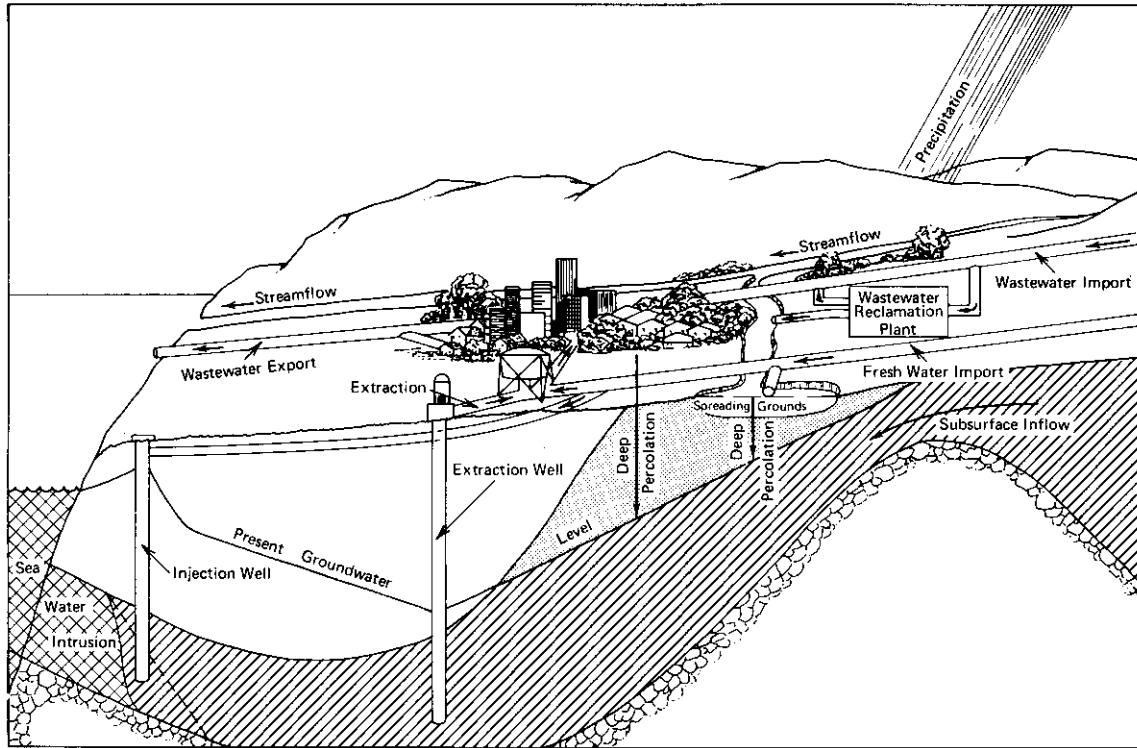 Precipitation
Streamflow
Wastewater Import
Streamflow
Wastewater
Reclamation
Plant
Wastewater Export
Fresh Water Import
Extraction
Spreading Grounds
Subsurface Inflow
Deep
Percolation
Deep
Percolation
Extraction Well
Level
Present Groundwater
Injection Well
Sea
Water
Intrusion